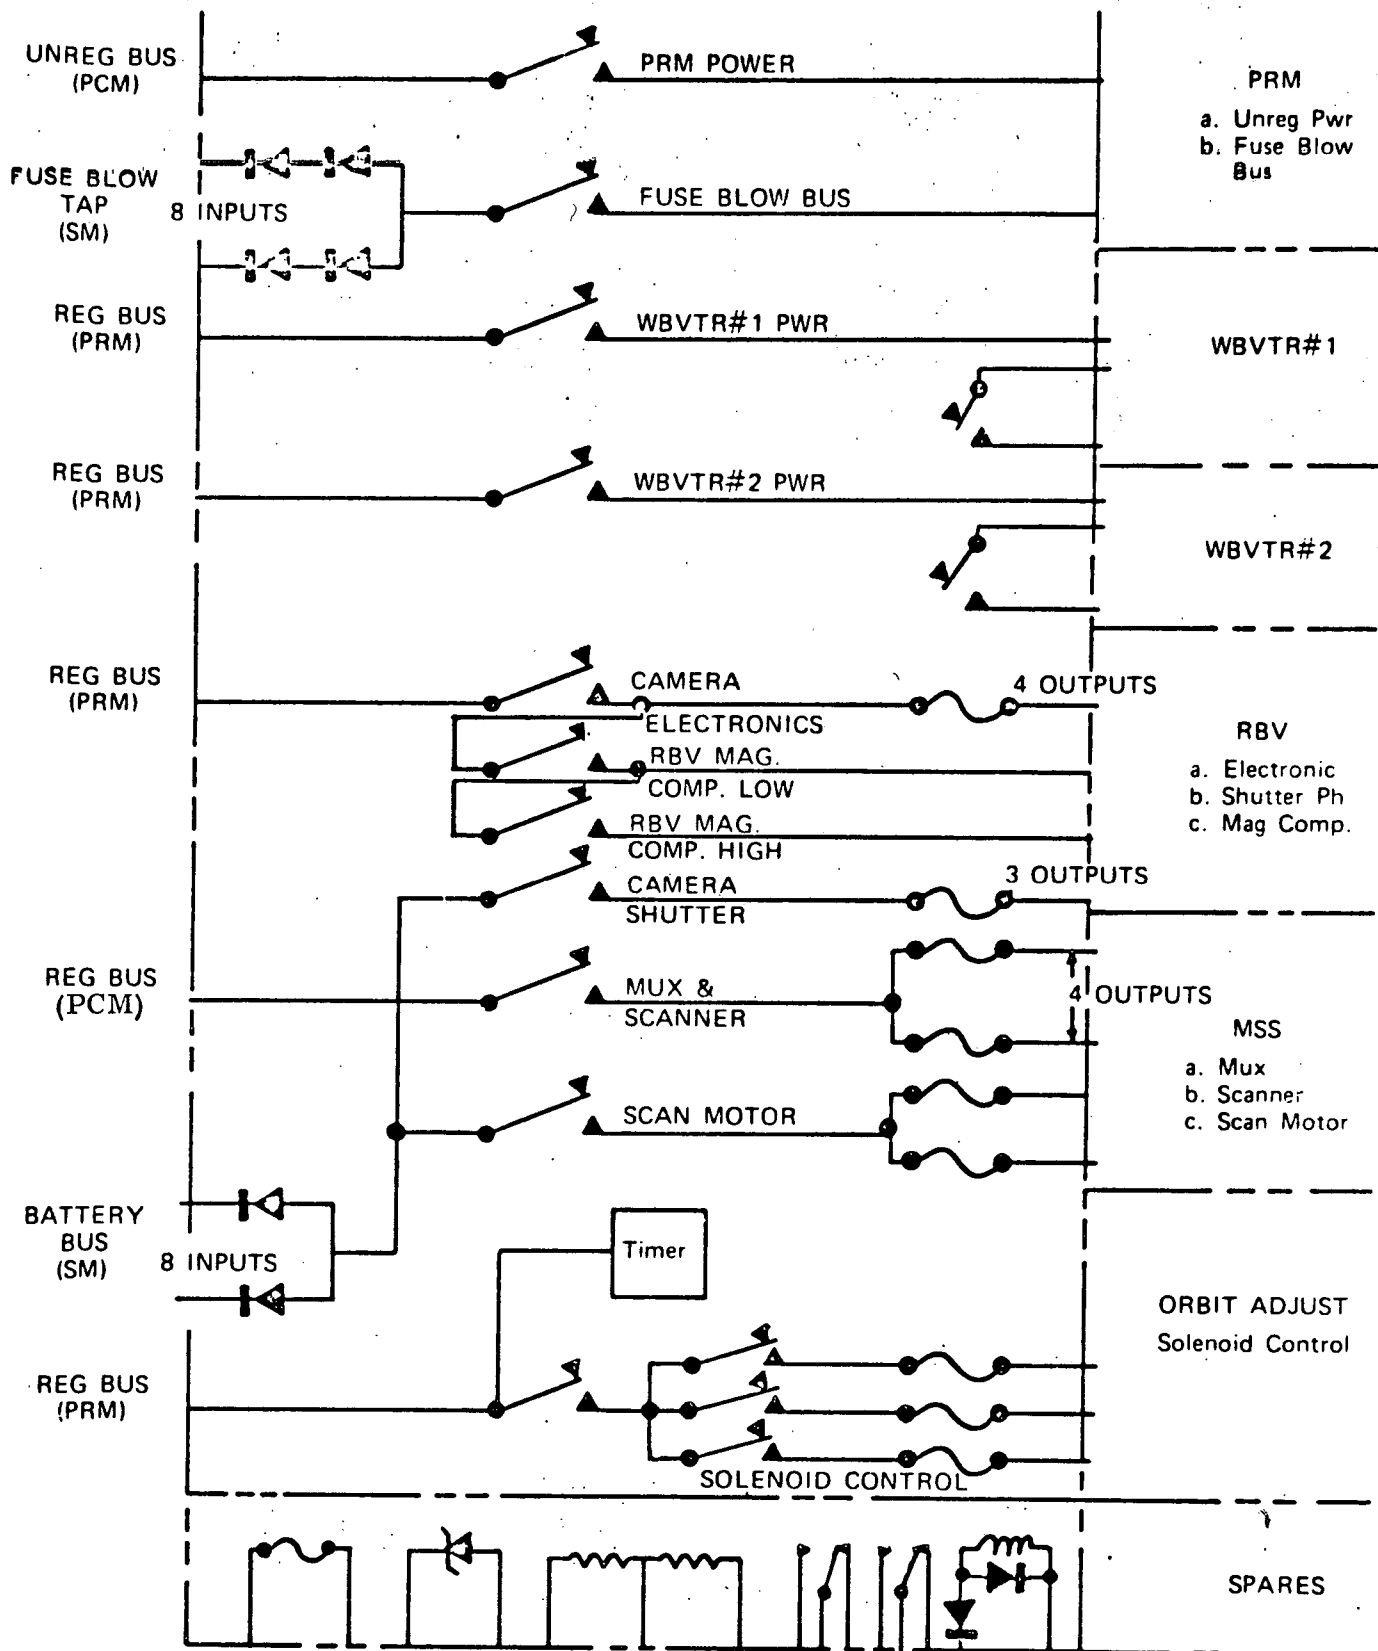 UNREG BUS
(PCM)
PRM POWER
PRM
a. Unreg Pwr
b. Fuse Blow
Bus
FUSE BLOW
TAP
(SM)
8 INPUTS
FUSE BLOW BUS
REG BUS
(PRM)
WBVTR#1 PWR
WBVTR#1
REG BUS
(PRM)
WBVTR#2 PWR
WBVTR#2
REG BUS
(PRM)
CAMERA
ELECTRONICS
4 OUTPUTS
RBV MAG.
COMP. LOW
RBV MAG.
COMP. HIGH
RBV
a. Electronic
b. Shutter Ph
c. Mag Comp.
CAMERA
SHUTTER
3 OUTPUTS
REG BUS
(PCM)
MUX &
SCANNER
4 OUTPUTS
MSS
a. Mux
b. Scanner
c. Scan Motor
SCAN MOTOR
BATTERY
BUS
(SM)
8 INPUTS
Timer
ORBIT ADJUST
Solenoid Control
REG BUS
(PRM)
SOLENOID CONTROL
SPARES